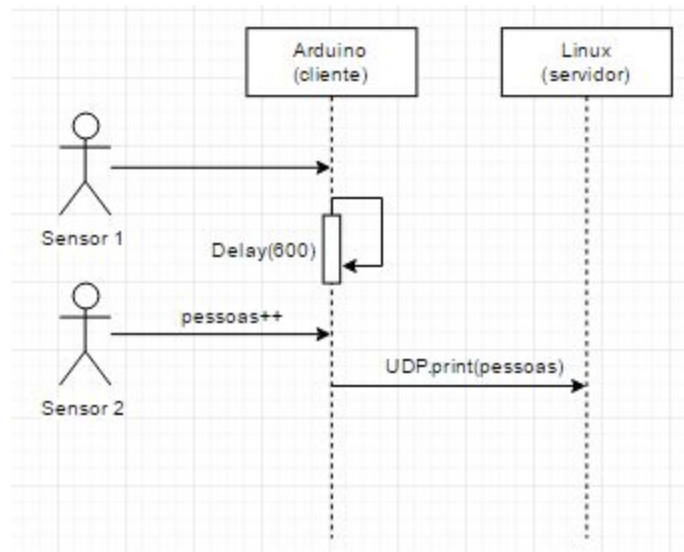 Arduino
(cliente)
Linux
(servidor)
Sensor 1
Delay(600)
pessoas++
UDP.print(pessoas)
Sensor 2